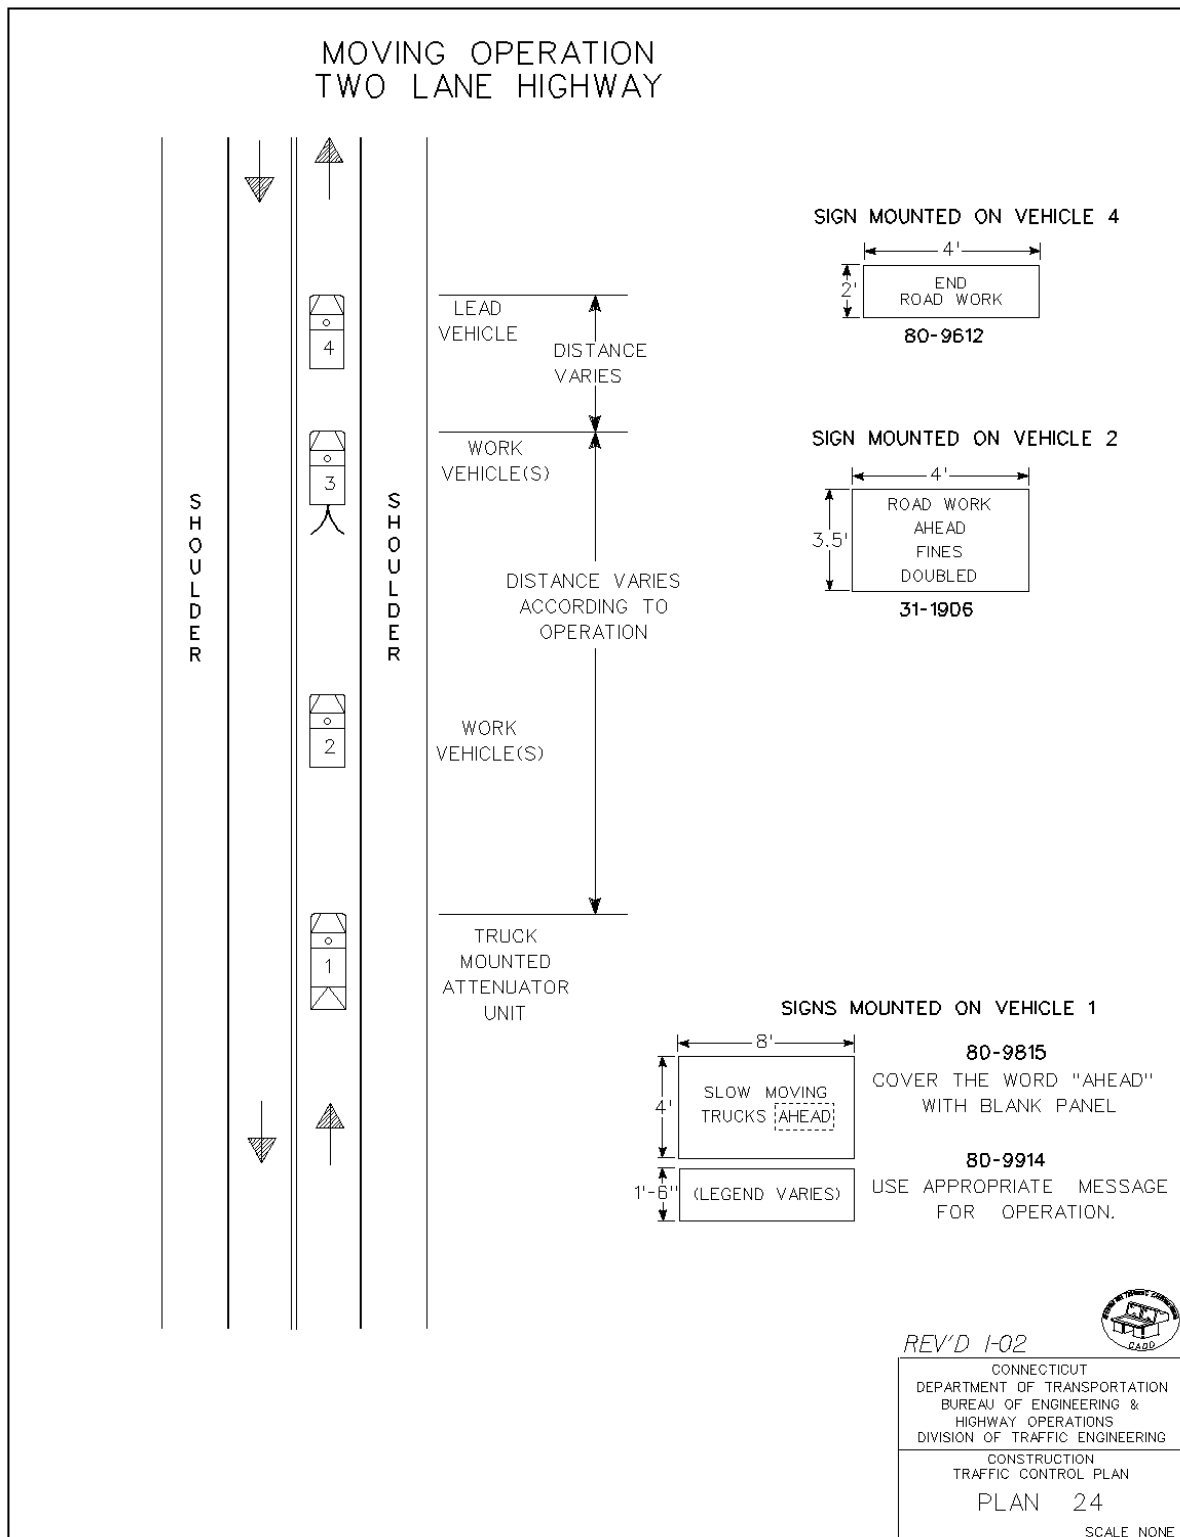 MOVING OPERATION
TWO LANE HIGHWAY
SHOULDER
SHOULDER
4
3
2
1
LEAD
VEHICLE
DISTANCE
VARIES
WORK
VEHICLE(S)
DISTANCE VARIES
ACCORDING TO
OPERATION
WORK
VEHICLE(S)
TRUCK
MOUNTED
ATTENUATOR
UNIT
SIGN MOUNTED ON VEHICLE 4
4'
2'
END
ROAD WORK
80-9612
SIGN MOUNTED ON VEHICLE 2
4'
3.5'
ROAD WORK
AHEAD
FINES
DOUBLED
31-1906
SIGNS MOUNTED ON VEHICLE 1
8'
4'
SLOW MOVING
TRUCKS AHEAD
80-9815
COVER THE WORD "AHEAD"
WITH BLANK PANEL
1'-6"
(LEGEND VARIES)
80-9914
USE APPROPRIATE MESSAGE
FOR OPERATION.
REV'D 1-02
CADD
CONNECTICUT
DEPARTMENT OF TRANSPORTATION
BUREAU OF ENGINEERING &
HIGHWAY OPERATIONS
DIVISION OF TRAFFIC ENGINEERING
CONSTRUCTION
TRAFFIC CONTROL PLAN
PLAN 24
SCALE NONE